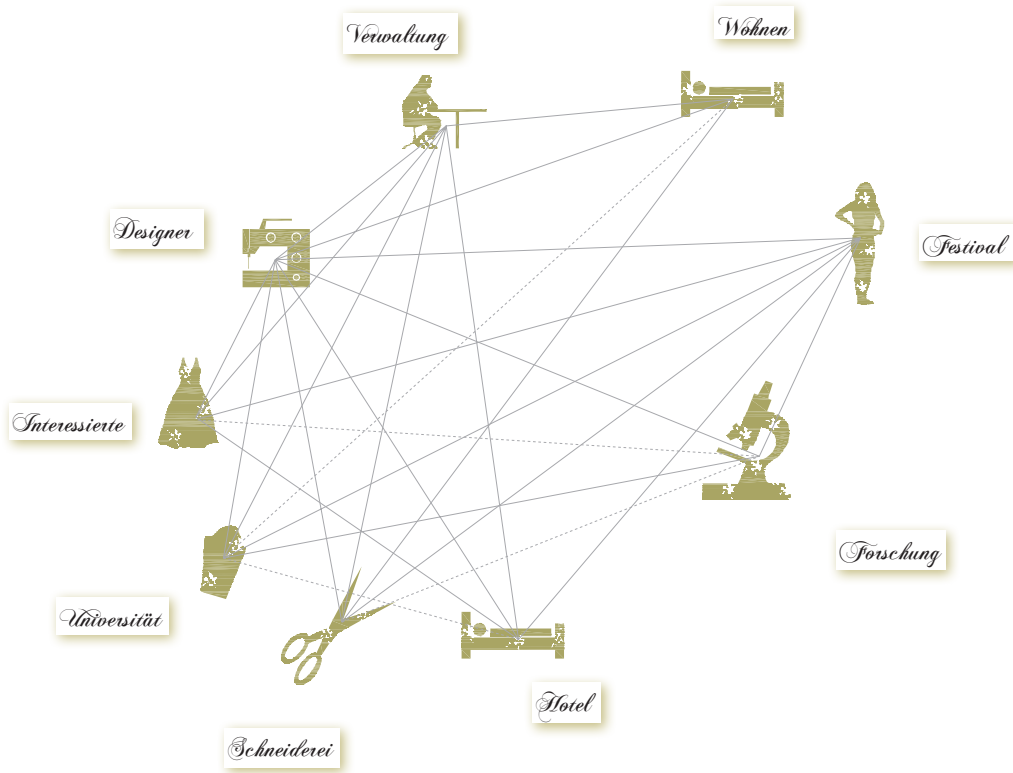 Verwaltung
Wohnen
Designer
Festival
Interessierte
Forschung
Universität
Hotel
Schneiderei